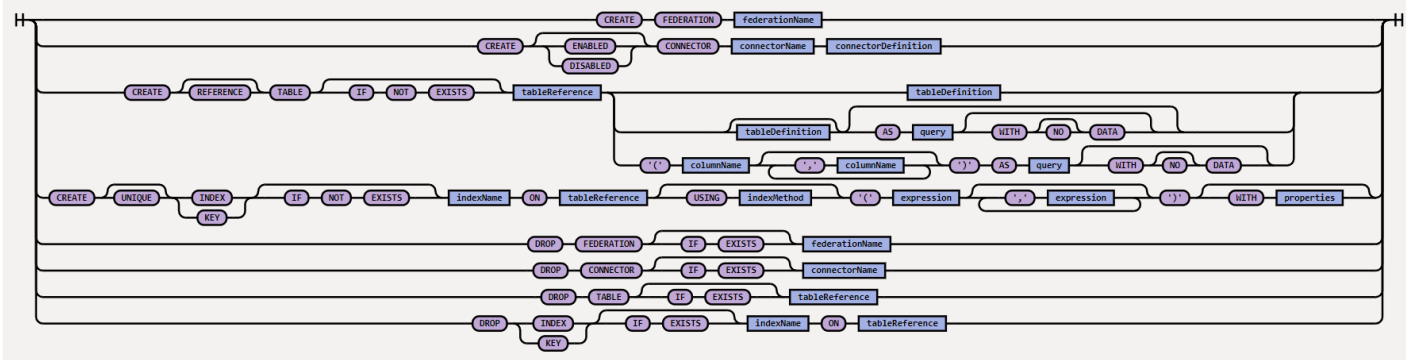 CREATE FEDERATION federationName
CREATE ENABLED CONNECTOR connectorName connectorDefinition
DISABLED
CREATE REFERENCE TABLE IF NOT EXISTS tableReference tableDefinition
tableDefinition AS query WITH NO DATA
'(' columnName ',' columnName ')' AS query WITH NO DATA
CREATE UNIQUE INDEX IF NOT EXISTS indexName ON tableReference USING indexMethod '(' expression ',' expression ')' WITH properties
KEY
DROP FEDERATION IF EXISTS federationName
DROP CONNECTOR IF EXISTS connectorName
DROP TABLE IF EXISTS tableReference
DROP INDEX IF EXISTS indexName ON tableReference
KEY